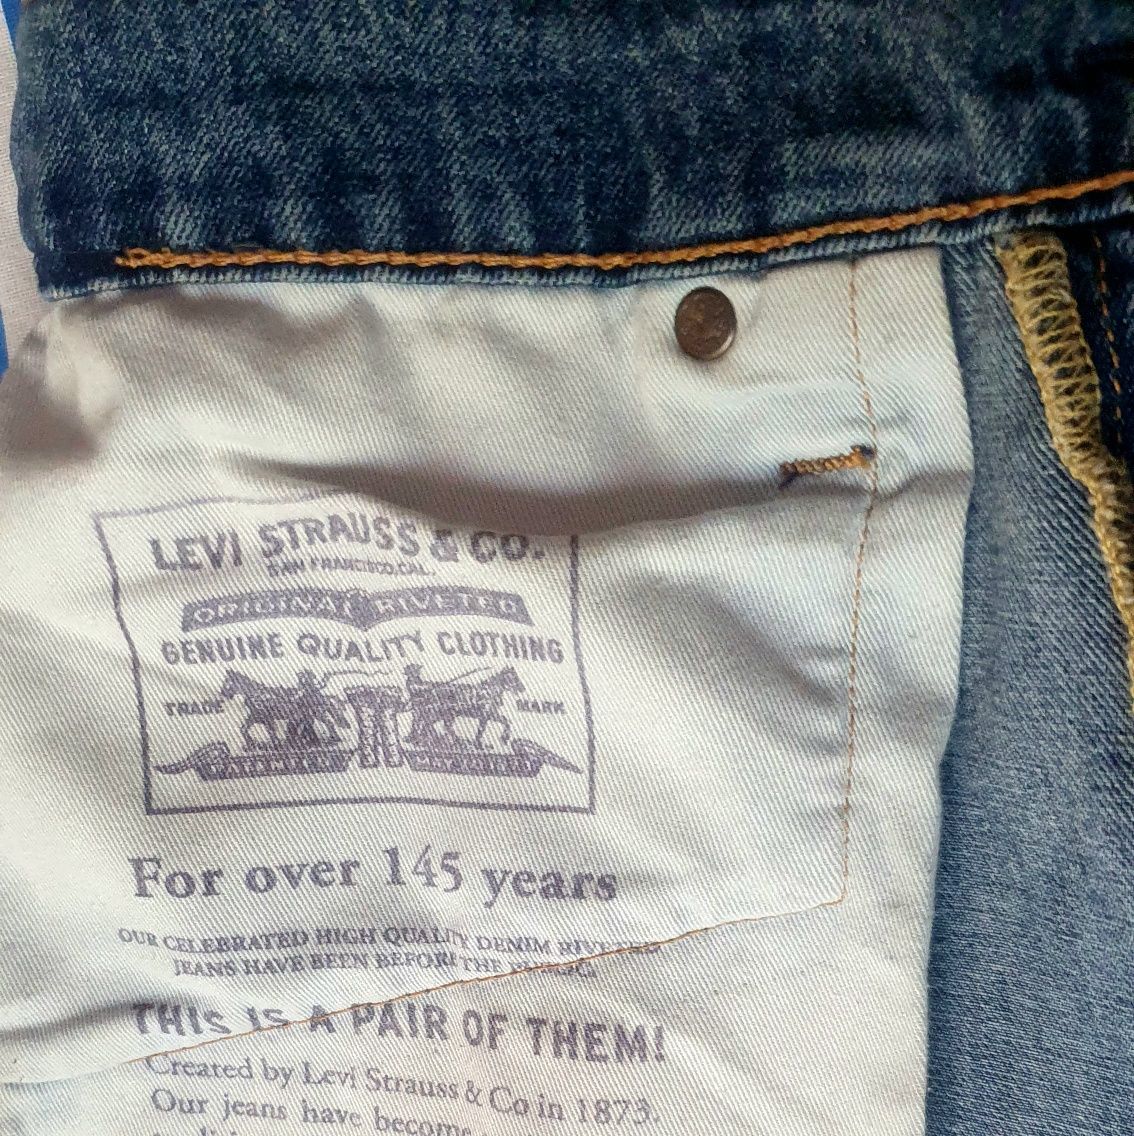 LEVI STRAUSS & CO.
SAN FRANCISCO, CAL.
ORIGINAL RIVETED
GENUINE QUALITY CLOTHING
TRADE MARK
For over 145 years
OUR CELEBRATED HIGH QUALITY DENIM RIVETED
JEANS HAVE BEEN BEFORE THE PUBLIC.
THIS IS A PAIR OF THEM!
Created by Levi Strauss & Co in 1873.
Our jeans have become